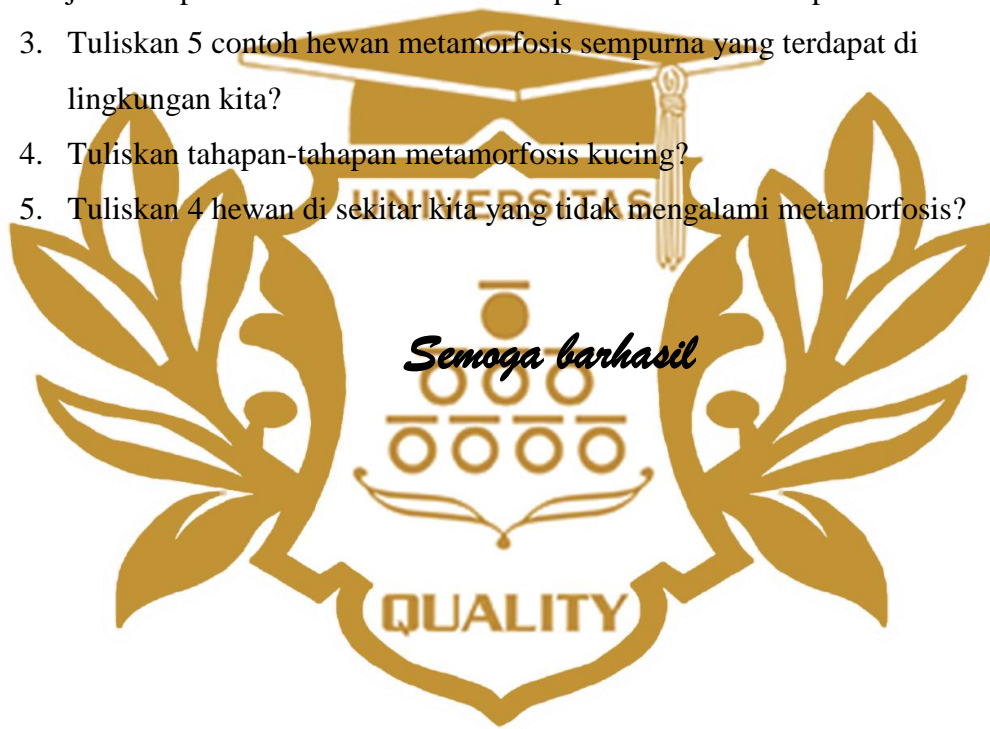 3. Tuliskan 5 contoh hewan metamorfosis sempurna yang terdapat di
lingkungan kita?
4. Tuliskan tahapan-tahapan metamorfosis kucing?
5. Tuliskan 4 hewan di sekitar kita yang tidak mengalami metamorfosis?
UNIVERSITAS
Semoga barhasil
QUALITY